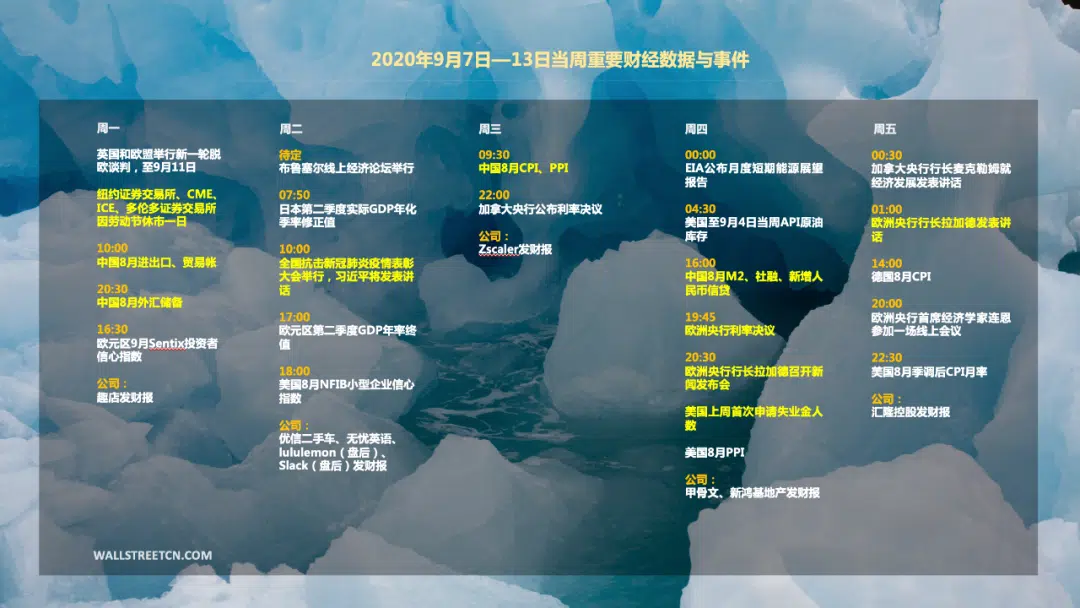 2020年9月7日—13日当周重要财经数据与事件
周一
英国和欧盟举行新一轮脱
欧谈判，至9月11日
纽约证券交易所、CME、
ICE、多伦多证券交易所
因劳动节休市一日
10:00
中国8月进出口、贸易帐
20:30
中国8月外汇储备
16:30
欧元区9月Sentix投资者
信心指数
公司：
趣店发财报
周二
待定
布鲁塞尔线上经济论坛举行
07:50
日本第二季度实际GDP年化
季率修正值
10:00
全国抗击新冠肺炎疫情表彰
大会举行，习近平将发表讲
话
17:00
欧元区第二季度GDP年率终
值
18:00
美国8月NFIB小型企业信心
指数
公司：
优信二手车、无忧英语、
lululemon（盘后）、
Slack（盘后）发财报
周三
09:30
中国8月CPI、PPI
22:00
加拿大央行公布利率决议
公司：
Zscaler发财报
周四
00:00
EIA公布月度短期能源展望
报告
04:30
美国至9月4日当周API原油
库存
16:00
中国8月M2、社融、新增人
民币信贷
19:45
欧洲央行利率决议
20:30
欧洲央行行长拉加德召开新
闻发布会
美国上周首次申请失业金人
数
美国8月PPI
公司：
甲骨文、新鸿基地产发财报
周五
00:30
加拿大央行行长麦克勒姆就
经济发展发表讲话
01:00
欧洲央行行长拉加德发表讲
话
14:00
德国8月CPI
20:00
欧洲央行首席经济学家连恩
参加一场线上会议
22:30
美国8月季调后CPI月率
公司：
汇隆控股发财报
WALLSTREETCN.COM